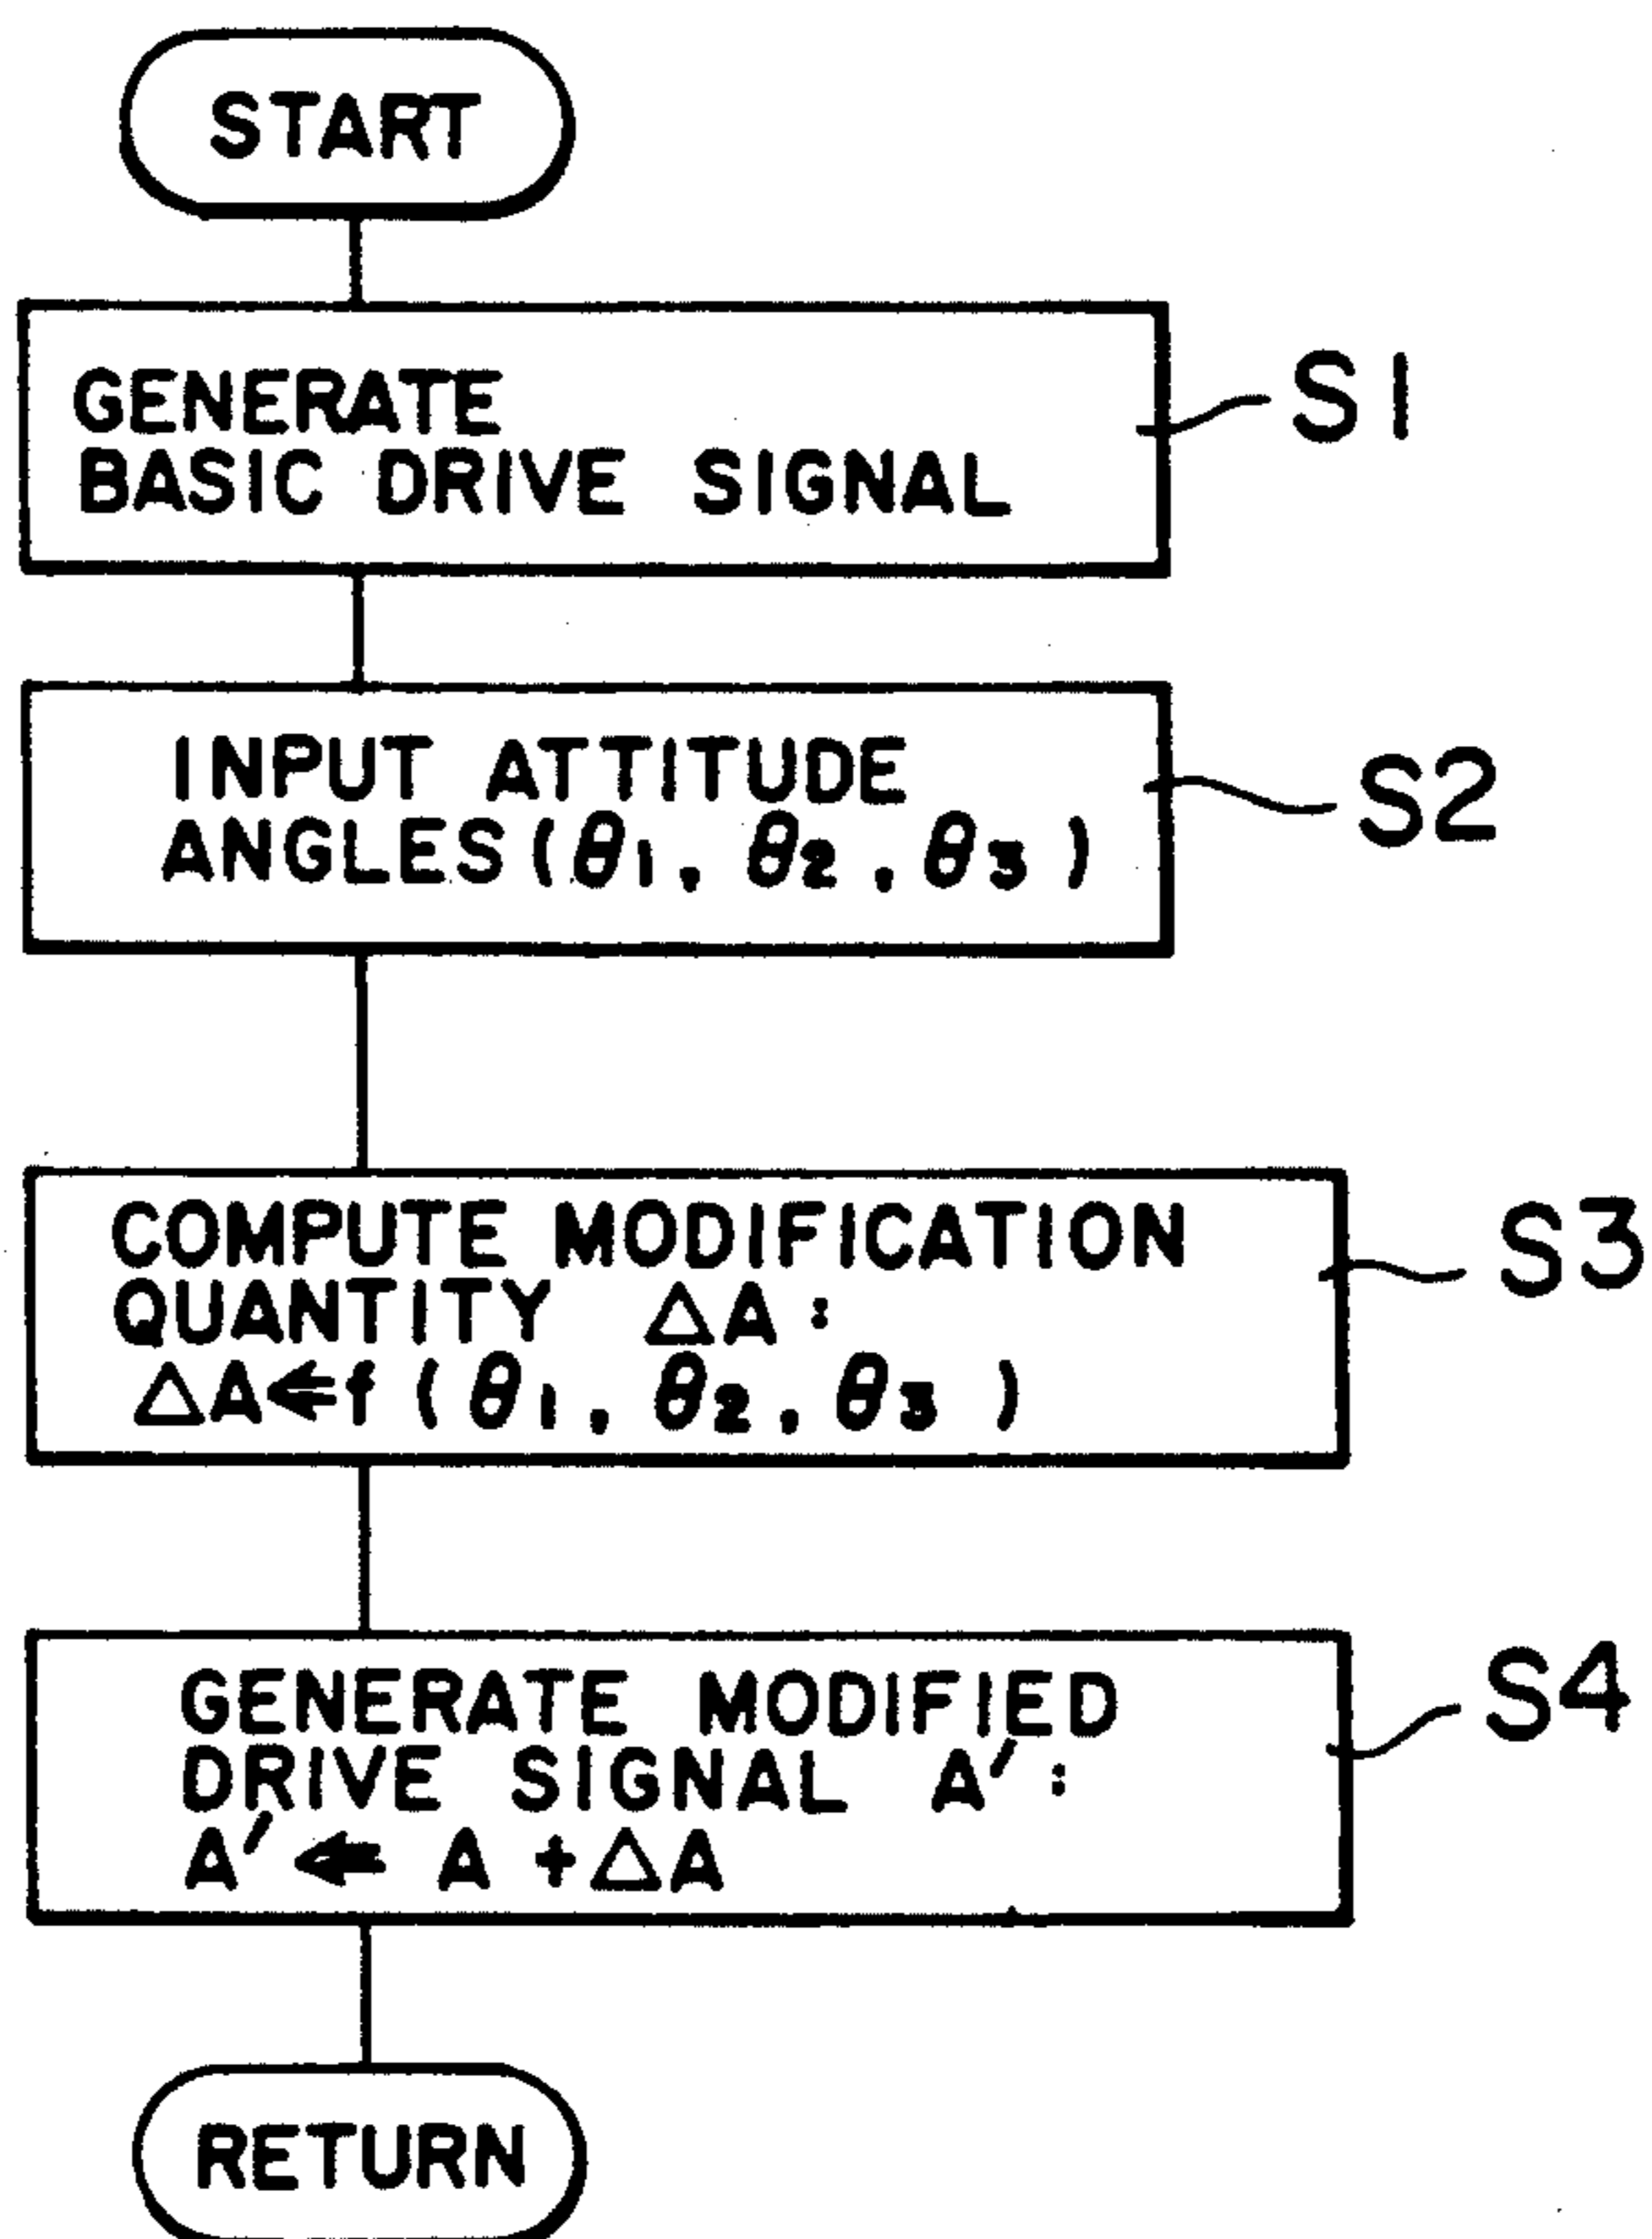 START
GENERATE
BASIC DRIVE SIGNAL
S1
INPUT ATTITUDE
ANGLES(θ1, θ2, θ3)
S2
COMPUTE MODIFICATION
QUANTITY ΔA:
ΔA←f(θ1, θ2, θ3)
S3
GENERATE MODIFIED
DRIVE SIGNAL A′:
A′← A +ΔA
S4
RETURN